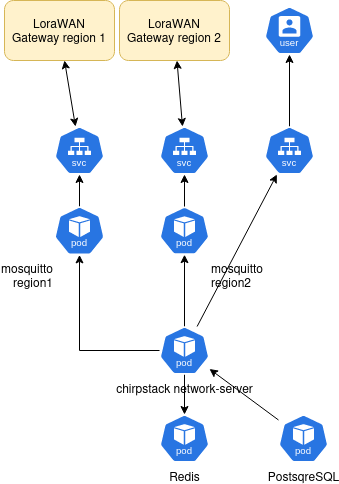 LoraWAN
Gateway region 1
LoraWAN
Gateway region 2
user
svc
svc
svc
pod
pod
mosquitto
region1
mosquitto
region2
pod
chirpstack network-server
pod
pod
Redis
PostsqreSQL